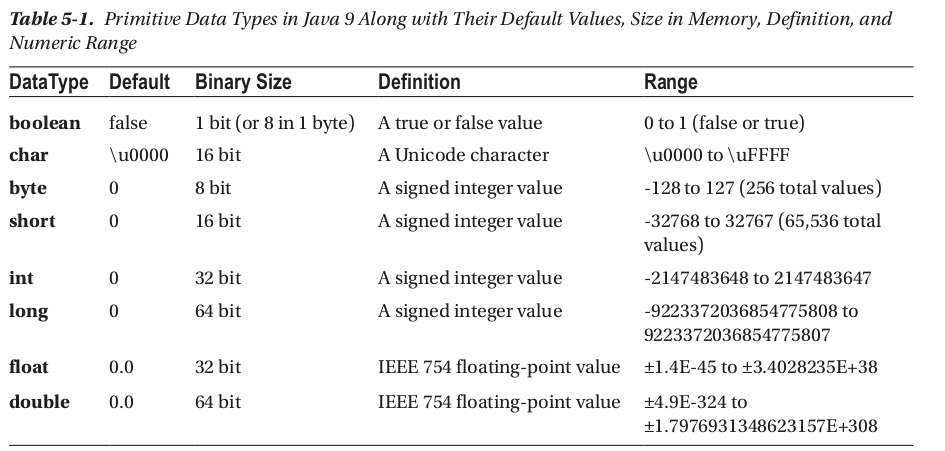 Table 5-1. Primitive Data Types in Java 9 Along with Their Default Values, Size in Memory, Definition, and
Numeric Range
DataType Default Binary Size Definition Range
boolean false 1 bit (or 8 in 1 byte) A true or false value 0 to 1 (false or true)
char \u0000 16 bit A Unicode character \u0000 to \uFFFF
byte 0 8 bit A signed integer value -128 to 127 (256 total values)
short 0 16 bit A signed integer value -32768 to 32767 (65,536 total
values)
int 0 32 bit A signed integer value -2147483648 to 2147483647
long 0 64 bit A signed integer value -9223372036854775808 to
9223372036854775807
float 0.0 32 bit IEEE 754 floating-point value ±1.4E-45 to ±3.4028235E+38
double 0.0 64 bit IEEE 754 floating-point value ±4.9E-324 to
±1.7976931348623157E+308